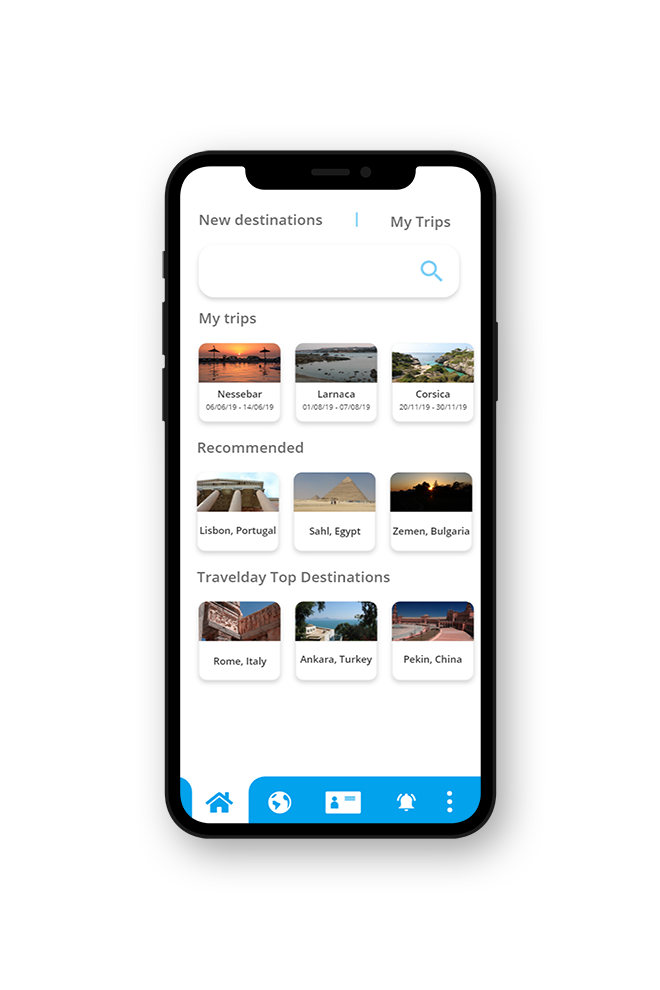 New destinations
My Trips
My trips
Nessebar
06/06/19 - 14/06/19
Larnaca
01/08/19 - 07/08/19
Corsica
20/11/19 - 30/11/19
Recommended
Lisbon, Portugal
Sahl, Egypt
Zemen, Bulgaria
Travelday Top Destinations
Rome, Italy
Ankara, Turkey
Pekin, China